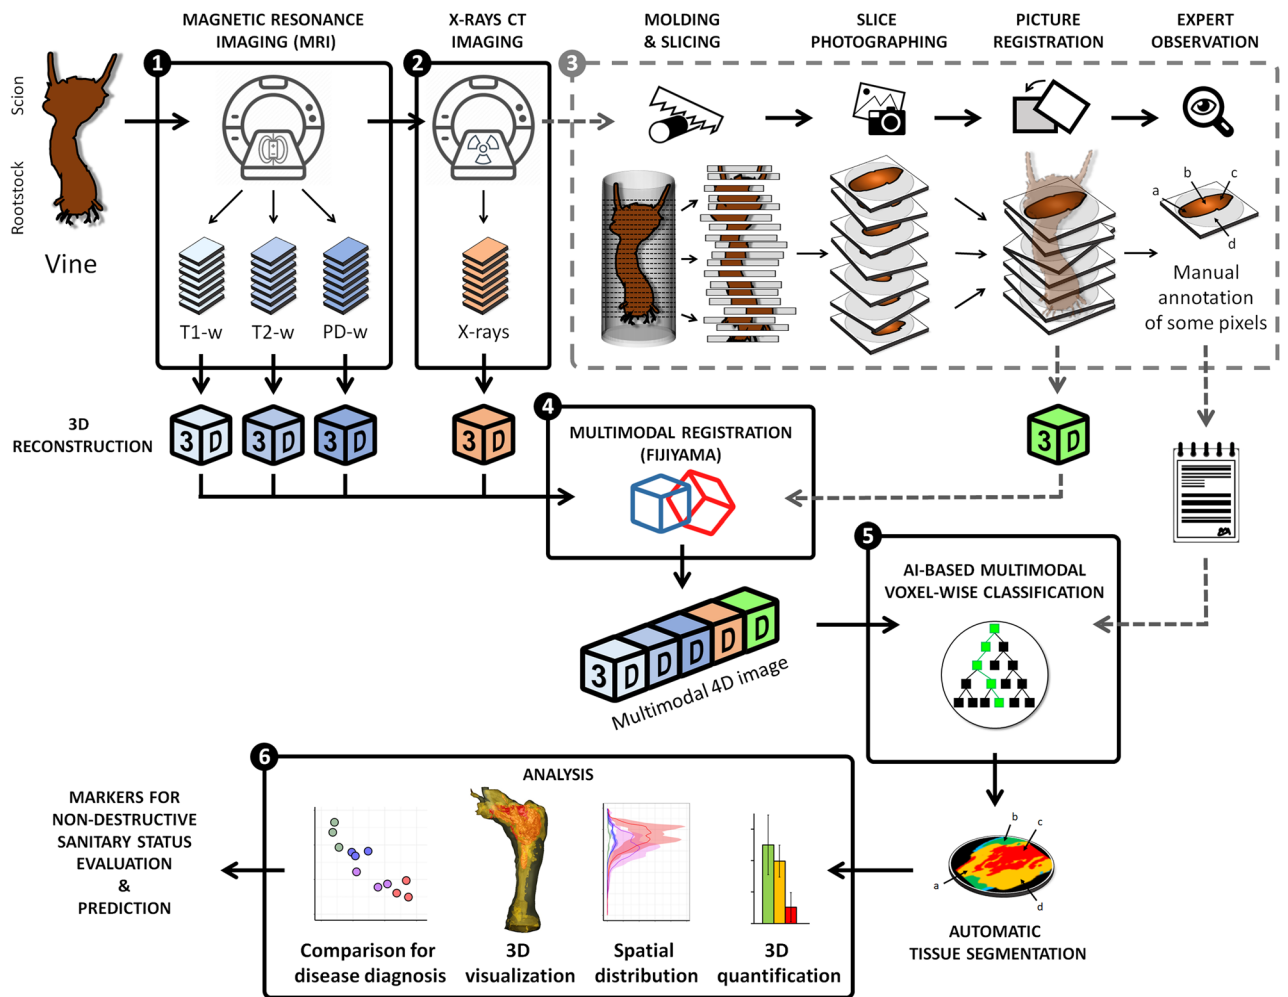 MAGNETIC RESONANCE
IMAGING (MRI)
X-RAYS CT
IMAGING
MOLDING
& SLICING
SLICE
PHOTOGRAPHING
PICTURE
REGISTRATION
EXPERT
OBSERVATION
1
2
3
Scion
Rootstock
Vine
T1-w
T2-w
PD-w
X-rays
a
b
c
d
Manual
annotation
of some pixels
3D
RECONSTRUCTION
3D
3D
3D
3D
3D
4
MULTIMODAL REGISTRATION
(FIJIYAMA)
5
AI-BASED MULTIMODAL
VOXEL-WISE CLASSIFICATION
3DDDDD
Multimodal 4D image
6
ANALYSIS
MARKERS FOR
NON-DESTRUCTIVE
SANITARY STATUS
EVALUATION
&
PREDICTION
Comparison for
disease diagnosis
3D
visualization
Spatial
distribution
3D
quantification
b
c
a
d
AUTOMATIC
TISSUE SEGMENTATION